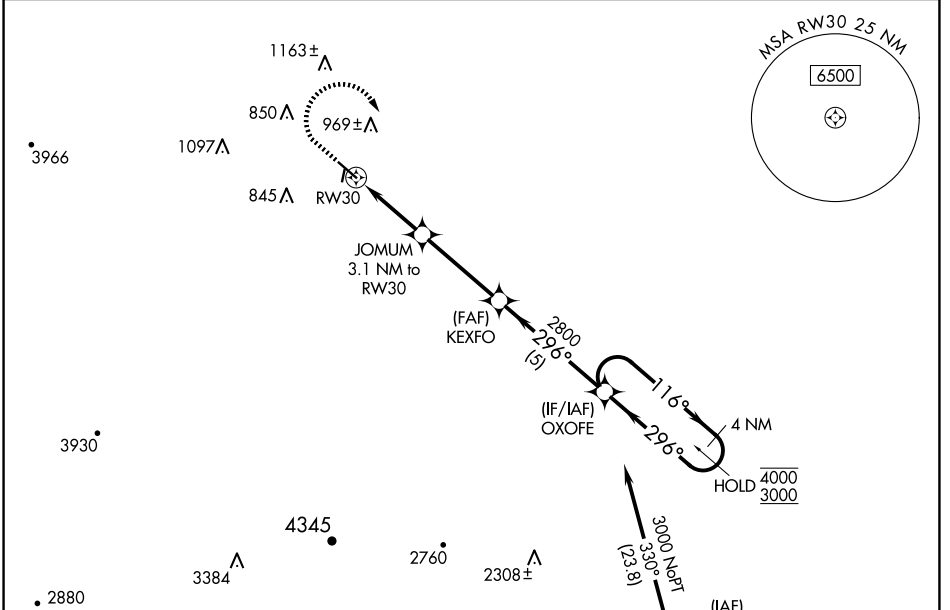 MSA RW30 25 NM
6500
1163±
850
969±
1097
3966
845
RW30
JOMUM
3.1 NM to
RW30
(FAF)
KEXFO
2800
296°
(5)
(IF/IAF)
OXOFE
116°
4 NM
296°
HOLD
4000
3000
3930
4345
2760
3384
2308±
3000 NoPT
330°
(23.8)
2880
(IAF)